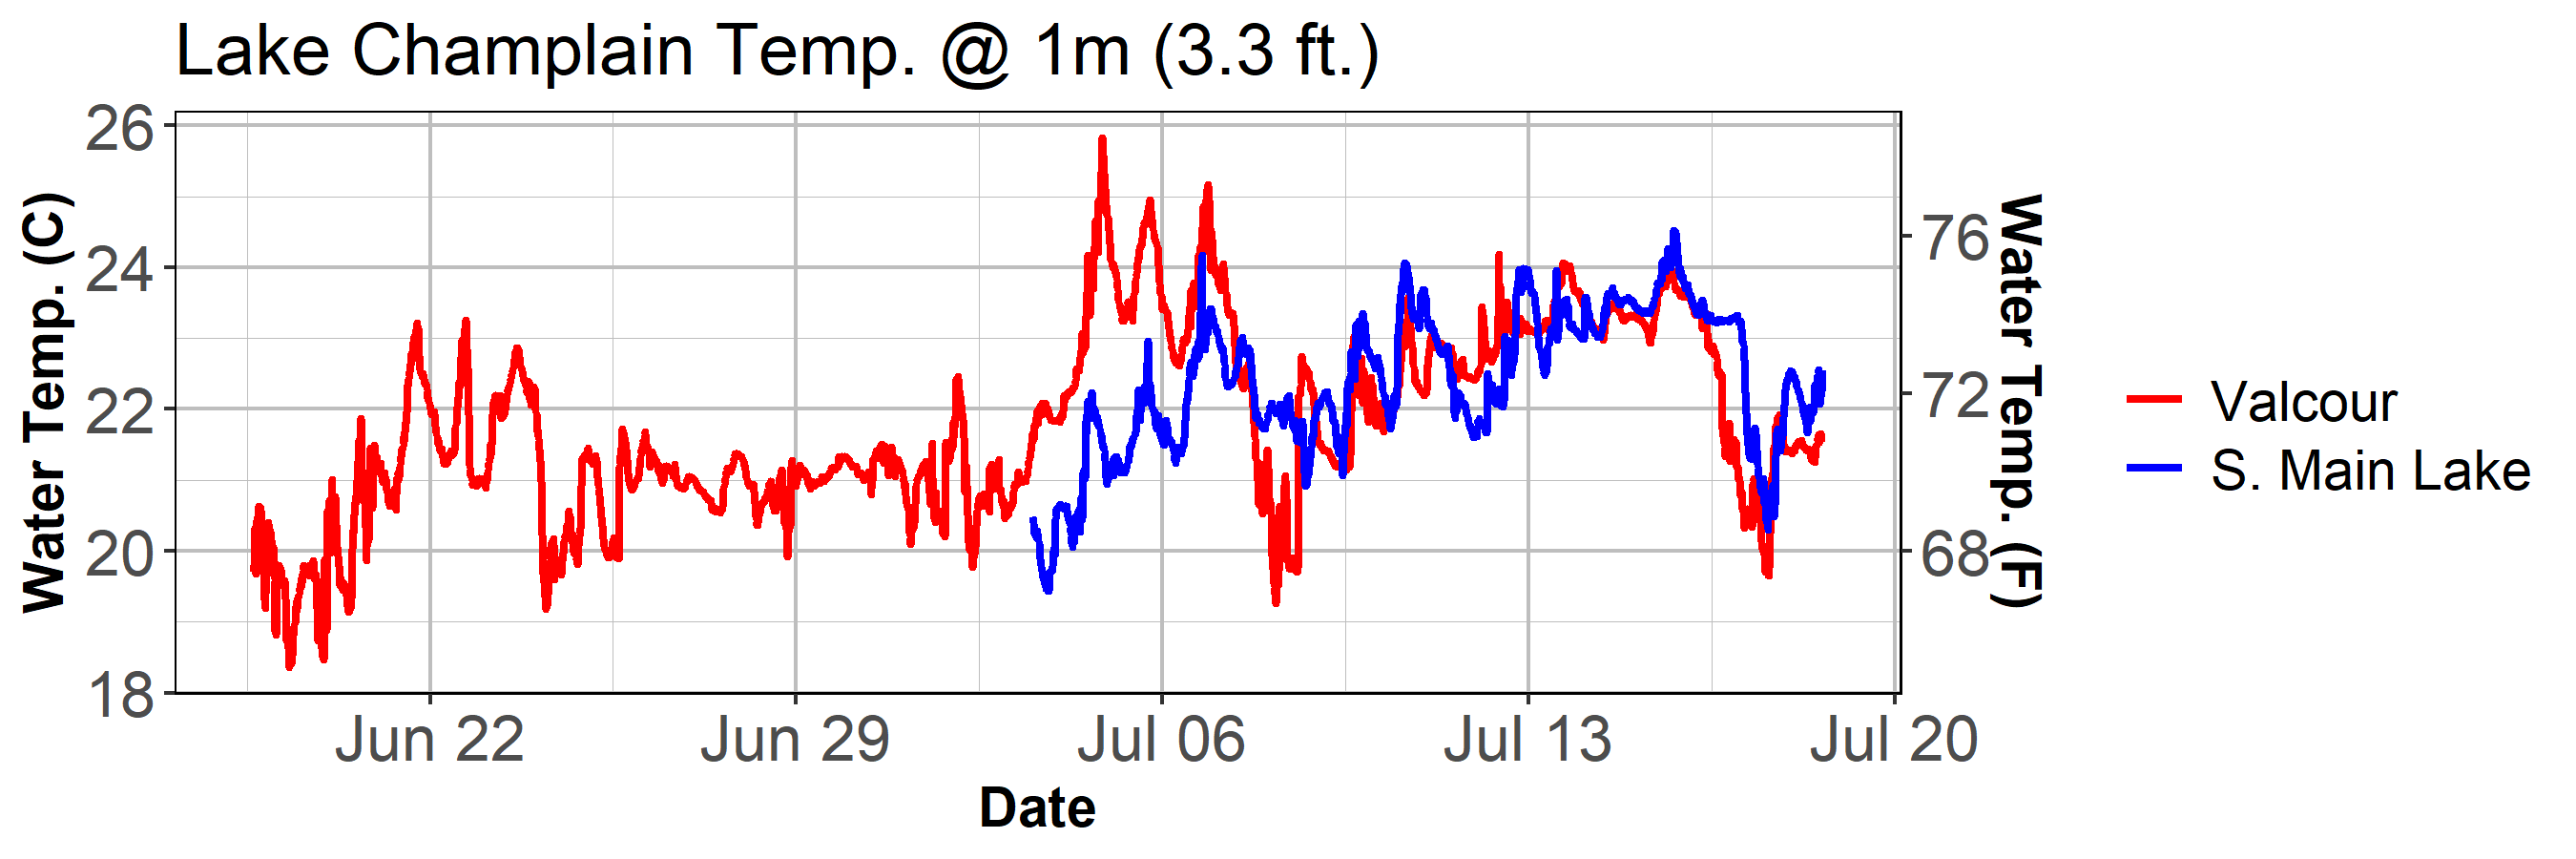 Lake Champlain Temp. @ 1m (3.3 ft.)
Water Temp. (C)
26
24
22
20
18
76
72
68
Water Temp. (F)
Jun 22
Jun 29
Jul 06
Jul 13
Jul 20
Date
Valcour
S. Main Lake